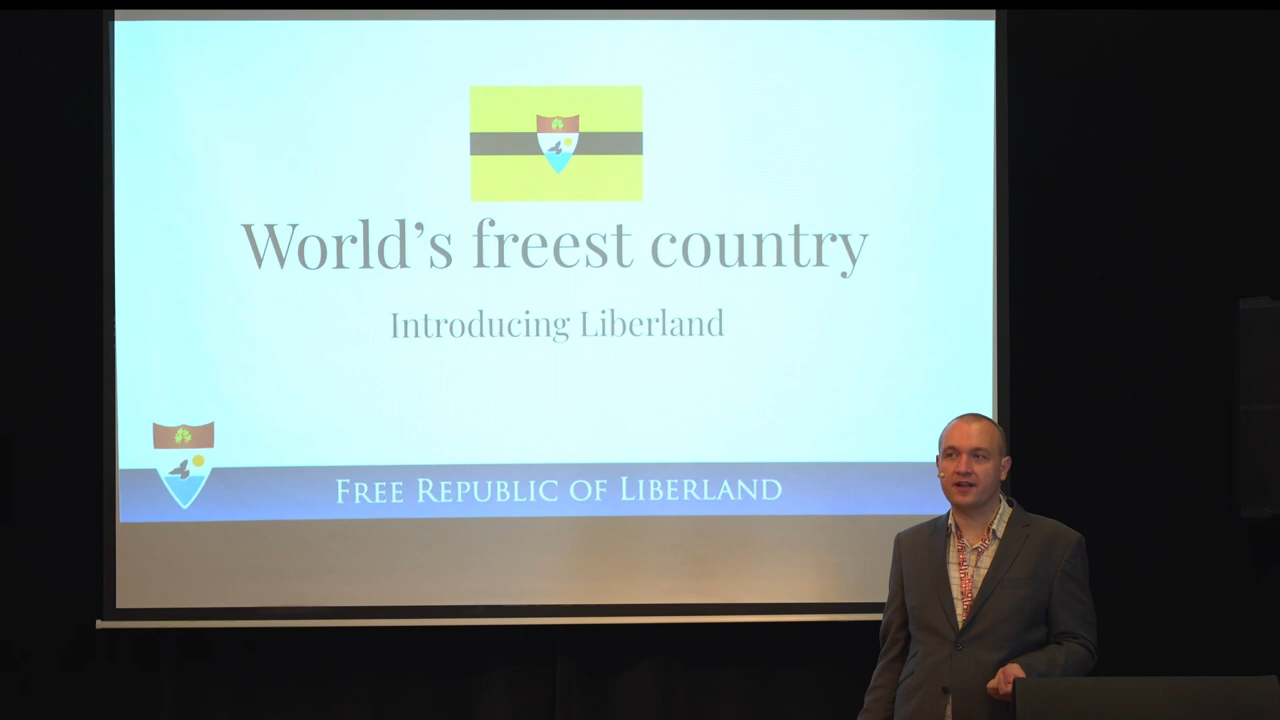 World's freest country
Introducing Liberland
FREE REPUBLIC OF LIBERLAND